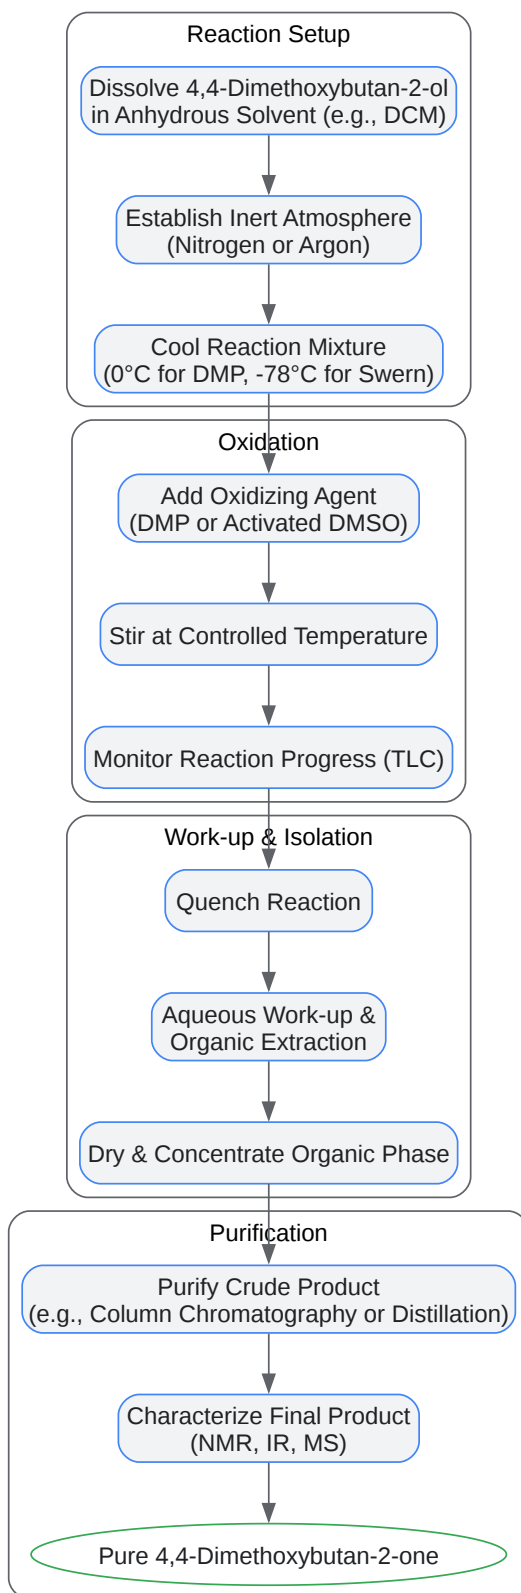 Reaction Setup
Dissolve 4,4-Dimethoxybutan-2-ol
in Anhydrous Solvent (e.g., DCM)
Establish Inert Atmosphere
(Nitrogen or Argon)
Cool Reaction Mixture
(0°C for DMP, -78°C for Swern)
Oxidation
Add Oxidizing Agent
(DMP or Activated DMSO)
Stir at Controlled Temperature
Monitor Reaction Progress (TLC)
Work-up & Isolation
Quench Reaction
Aqueous Work-up &
Organic Extraction
Dry & Concentrate Organic Phase
Purification
Purify Crude Product
(e.g., Column Chromatography or Distillation)
Characterize Final Product
(NMR, IR, MS)
Pure 4,4-Dimethoxybutan-2-one